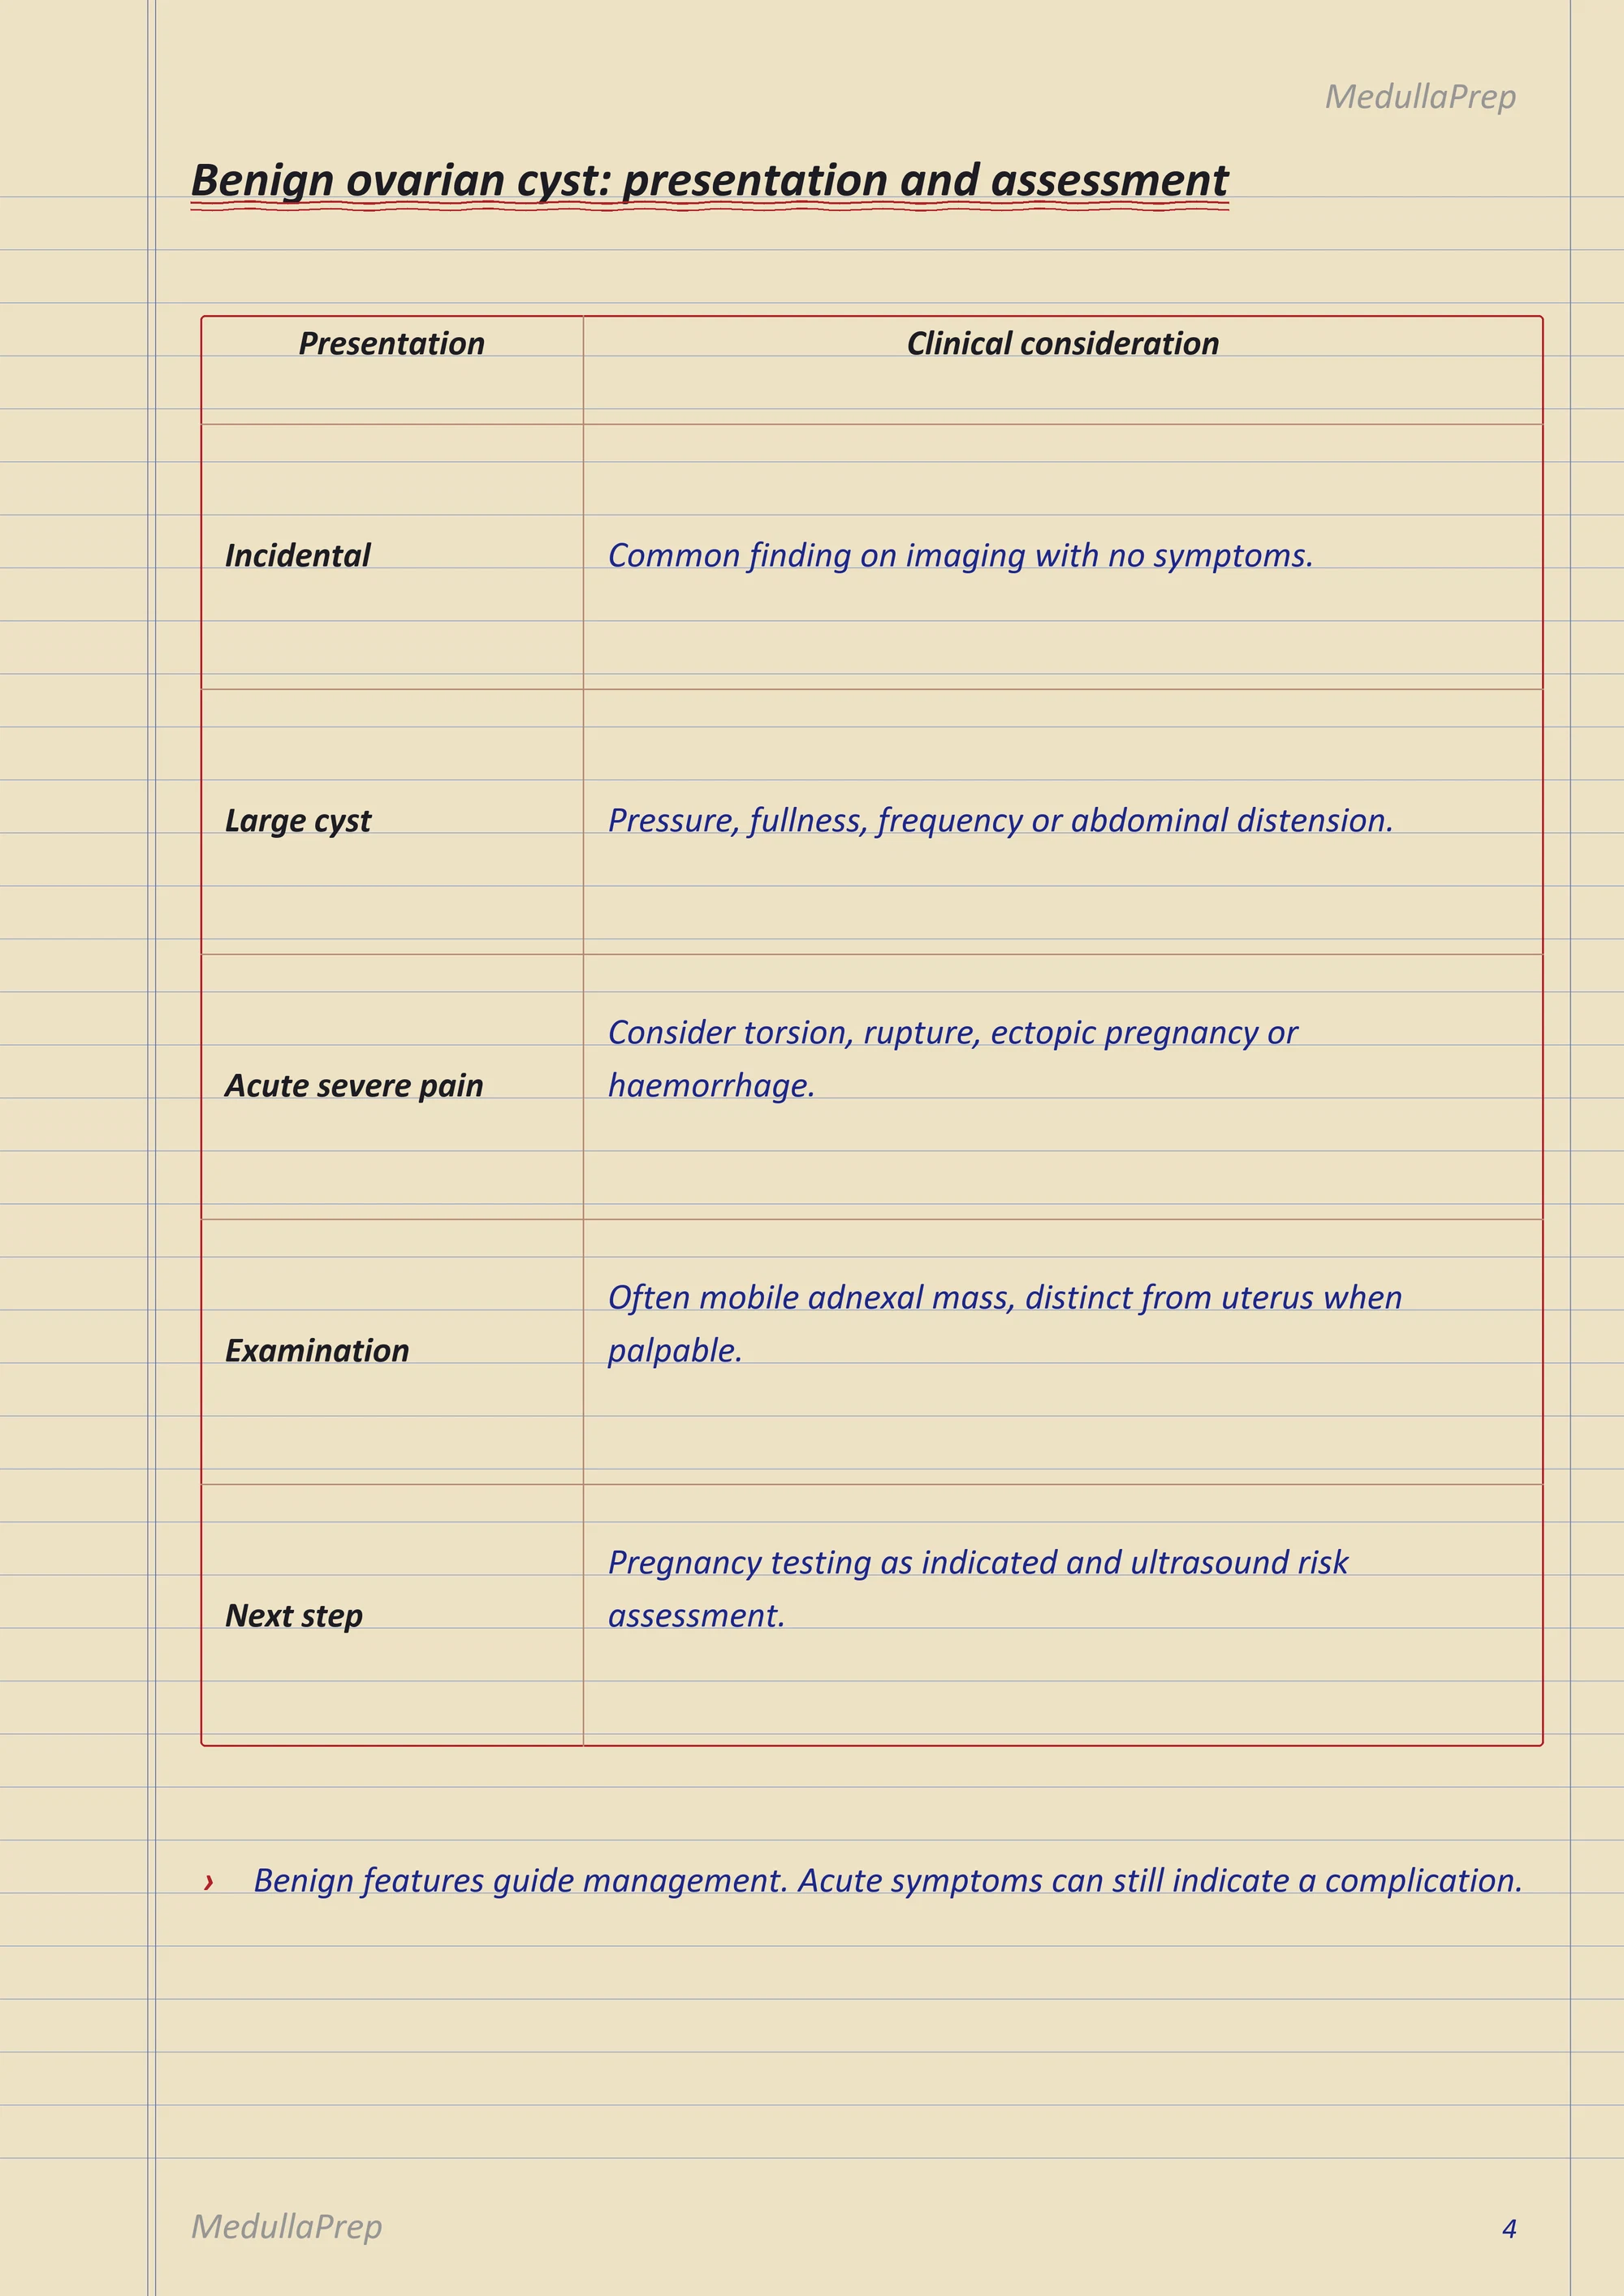 MedullaPrep
Benign ovarian cyst: presentation and assessment
Presentation
Clinical consideration
Incidental
Common finding on imaging with no symptoms.
Large cyst
Pressure, fullness, frequency or abdominal distension.
Acute severe pain
Consider torsion, rupture, ectopic pregnancy or
haemorrhage.
Examination
Often mobile adnexal mass, distinct from uterus when
palpable.
Next step
Pregnancy testing as indicated and ultrasound risk
assessment.
› Benign features guide management. Acute symptoms can still indicate a complication.
MedullaPrep
4